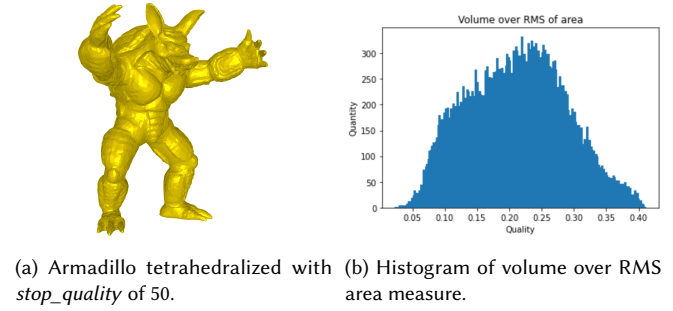 Volume over RMS of area
300
250
200
150
100
50
0
Quantity
0.05 0.10 0.15 0.20 0.25 0.30 0.35 0.40
Quality
(a) Armadillo tetrahedralized with
stop_quality of 50.
(b) Histogram of volume over RMS
area measure.